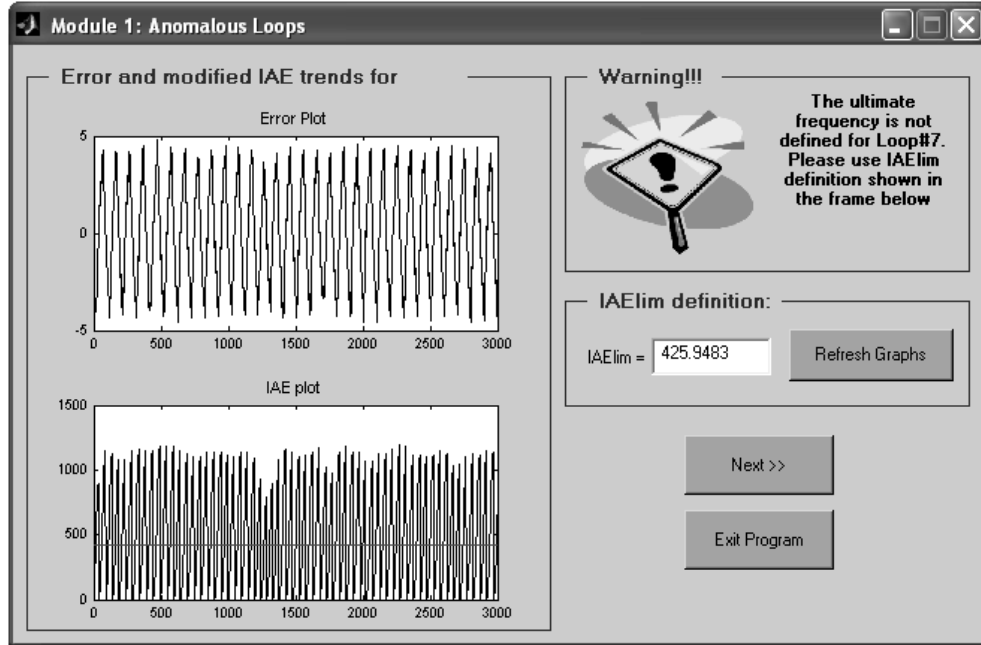 Module 1: Anomalous Loops
Error and modified IAE trends for
Error Plot
5
0
-5
0 500 1000 1500 2000 2500 3000
IAE plot
1500
1000
500
0
0 500 1000 1500 2000 2500 3000
Warning!!!
The ultimate
frequency is not
defined for Loop#7.
Please use IAElim
definition shown in
the frame below
IAElim definition:
IAElim = 425.9483
Refresh Graphs
Next >>
Exit Program